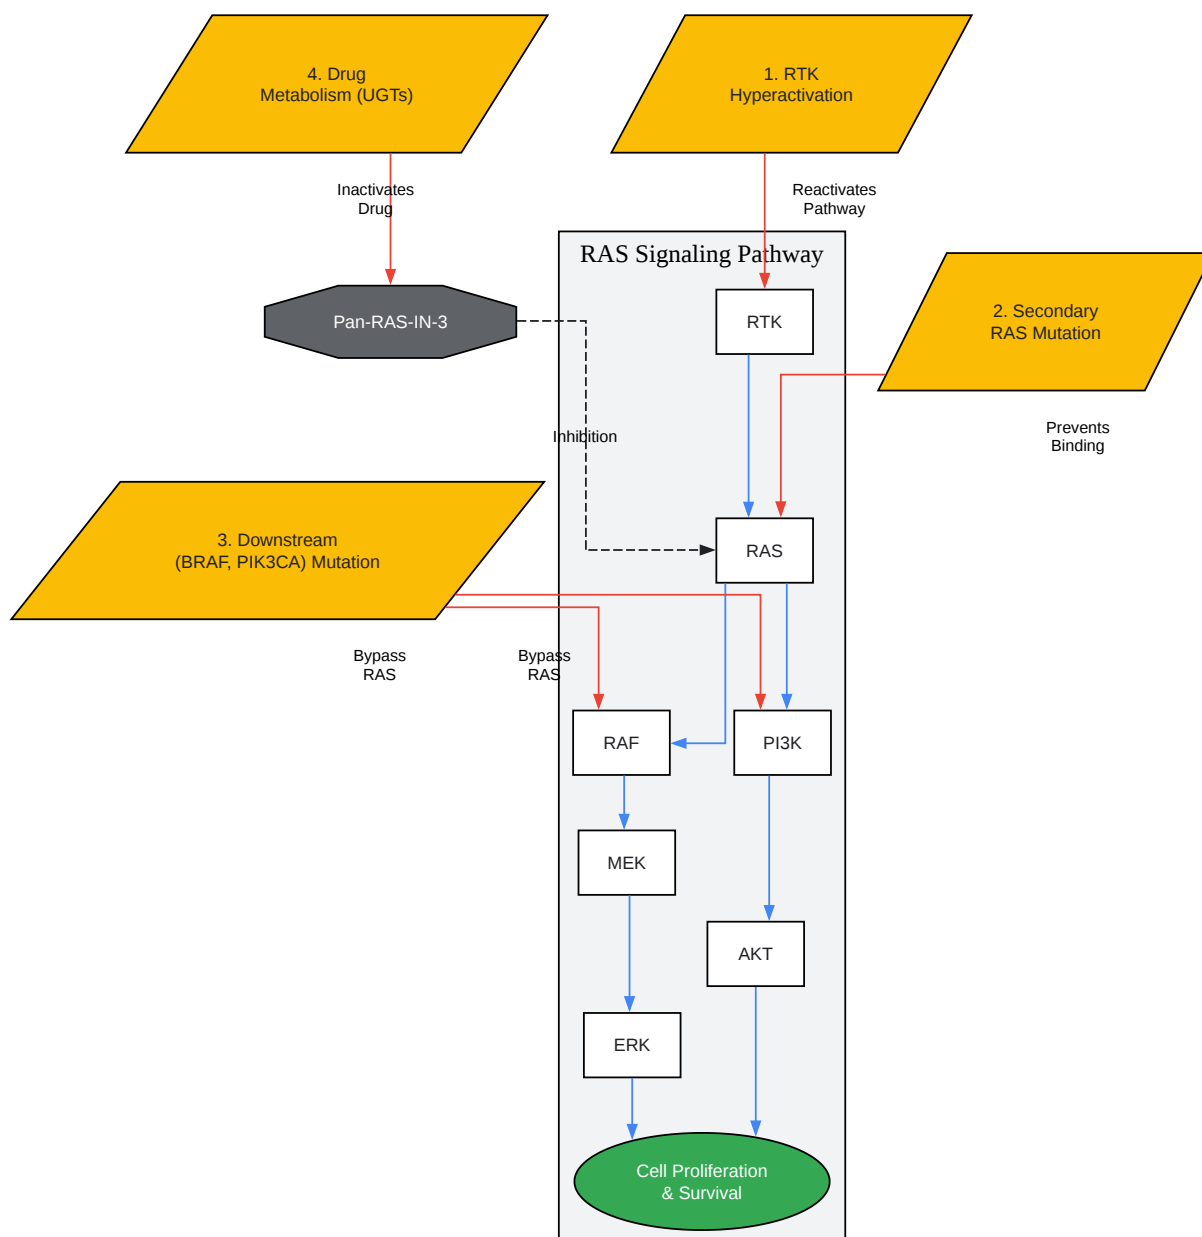 4. Drug
Metabolism (UGTs)
1. RTK
Hyperactivation
Inactivates
Drug
Reactivates
Pathway
RAS Signaling Pathway
Pan-RAS-IN-3
RTK
2. Secondary
RAS Mutation
Prevents
Binding
Inhibition
3. Downstream
(BRAF, PIK3CA) Mutation
RAS
Bypass
RAS
Bypass
RAS
RAF
PI3K
MEK
AKT
ERK
Cell Proliferation
& Survival